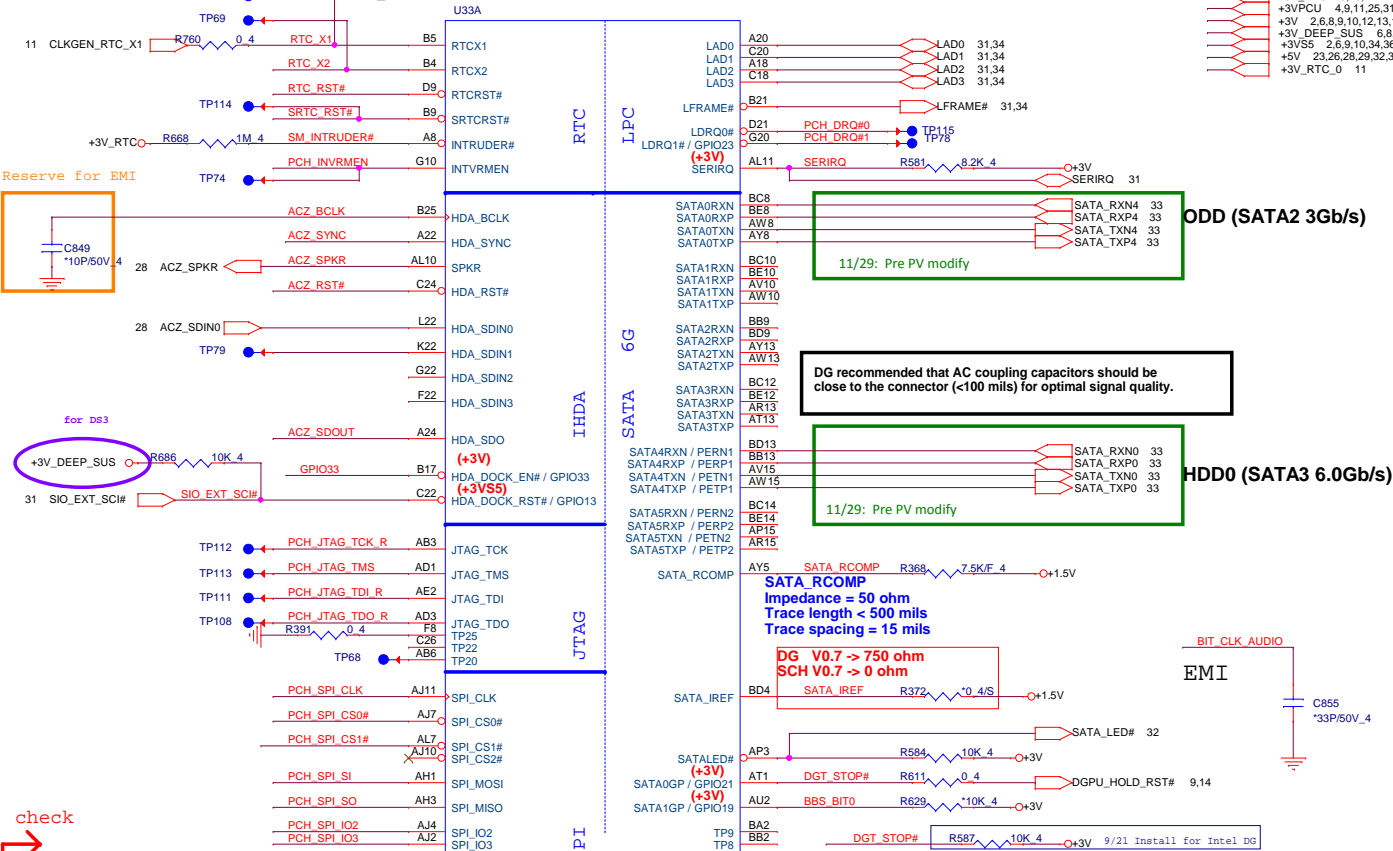 U33A
TP69
11 CLKGEN_RTC_X1 R760 0_4 RTC_X1 B5 RTCX1
RTC_X2 B4 RTCX2
RTC_RST# D9 RTCRST#
TP114 SRTC_RST# B9 SRTCRST#
+3V_RTC R668 1M_4 SM_INTRUDER# A8 INTRUDER#
PCH_INVRMEN G10 INTVRMEN
TP74
RTC
LPC
LAD0 A20 LAD0 31,34
LAD1 C20 LAD1 31,34
LAD2 A18 LAD2 31,34
LAD3 C18 LAD3 31,34
LFRAME# B21 LFRAME# 31,34
LDRQ0# D21 PCH_DRQ#0 TP115
LDRQ1# / GPIO23 G20 PCH_DRQ#1 TP78
(+3V)
SERIRQ AL11 SERIRQ R581 8.2K_4 +3V
SERIRQ 31
+3VPCU 4,9,11,25,31
+3V 2,6,8,9,10,12,13,1
+3V_DEEP_SUS 6,8
+3VS5 2,6,9,10,34,36
+5V 23,26,28,29,32,3
+3V_RTC_0 11
Reserve for EMI
C849
*10P/50V_4
ACZ_BCLK B25 HDA_BCLK
ACZ_SYNC A22 HDA_SYNC
28 ACZ_SPKR ACZ_SPKR AL10 SPKR
ACZ_RST# C24 HDA_RST#
28 ACZ_SDIN0 L22 HDA_SDIN0
TP79 K22 HDA_SDIN1
G22 HDA_SDIN2
F22 HDA_SDIN3
ACZ_SDOUT A24 HDA_SDO
for DS3
+3V_DEEP_SUS R686 10K_4
(+3V)
GPIO33 B17 HDA_DOCK_EN# / GPIO33
(+3VS5)
31 SIO_EXT_SCI# SIO_EXT_SCI# C22 HDA_DOCK_RST# / GPIO13
IHDA
SATA 6G
SATA0RXN BC8 SATA_RXN4 33
SATA0RXP BE8 SATA_RXP4 33
SATA0TXN AW8 SATA_TXN4 33
SATA0TXP AY8 SATA_TXP4 33
ODD (SATA2 3Gb/s)
11/29: Pre PV modify
SATA1RXN BC10
SATA1RXP BE10
SATA1TXN AV10
SATA1TXP AW10
SATA2RXN BB9
SATA2RXP BD9
SATA2TXN AY13
SATA2TXP AW13
SATA3RXN BC12
SATA3RXP BE12
SATA3TXN AR13
SATA3TXP AT13
DG recommended that AC coupling capacitors should be
close to the connector (<100 mils) for optimal signal quality.
SATA4RXN / PERN1 BD13 SATA_RXN0 33
SATA4RXP / PERP1 BB13 SATA_RXP0 33
SATA4TXN / PETN1 AV15 SATA_TXN0 33
SATA4TXP / PETP1 AW15 SATA_TXP0 33
HDD0 (SATA3 6.0Gb/s)
11/29: Pre PV modify
SATA5RXN / PERN2 BC14
SATA5RXP / PERP2 BE14
SATA5TXN / PETN2 AP15
SATA5TXP / PETP2 AR15
SATA_RCOMP AY5 SATA_RCOMP R368 7.5K/F_4 +1.5V
SATA_RCOMP
Impedance = 50 ohm
Trace length < 500 mils
Trace spacing = 15 mils
DG V0.7 -> 750 ohm
SCH V0.7 -> 0 ohm
SATA_IREF BD4 SATA_IREF R372 *0_4/S +1.5V
TP112 PCH_JTAG_TCK_R AB3 JTAG_TCK
TP113 PCH_JTAG_TMS AD1 JTAG_TMS
TP111 PCH_JTAG_TDI_R AE2 JTAG_TDI
TP108 PCH_JTAG_TDO_R AD3 JTAG_TDO
R391 0_4 F8 TP25
C26 TP22
TP68 AB6 TP20
JTAG
BIT_CLK_AUDIO
EMI
C855
*33P/50V_4
PCH_SPI_CLK AJ11 SPI_CLK
PCH_SPI_CS0# AJ7 SPI_CS0#
PCH_SPI_CS1# AL7 SPI_CS1#
AJ10 SPI_CS2#
PCH_SPI_SI AH1 SPI_MOSI
PCH_SPI_SO AH3 SPI_MISO
PCH_SPI_IO2 AJ4 SPI_IO2
PCH_SPI_IO3 AJ2 SPI_IO3
PI
SATA_LED# 32
SATALED# AP3 R584 10K_4 +3V
(+3V)
SATA0GP / GPIO21 AT1 DGT_STOP# R611 0_4 DGPU_HOLD_RST# 9,14
(+3V)
SATA1GP / GPIO19 AU2 BBS_BIT0 R629 *10K_4 +3V
TP9 BA2
TP8 BB2
DGT_STOP# R587 10K_4 +3V 9/21 Install for Intel DG
check